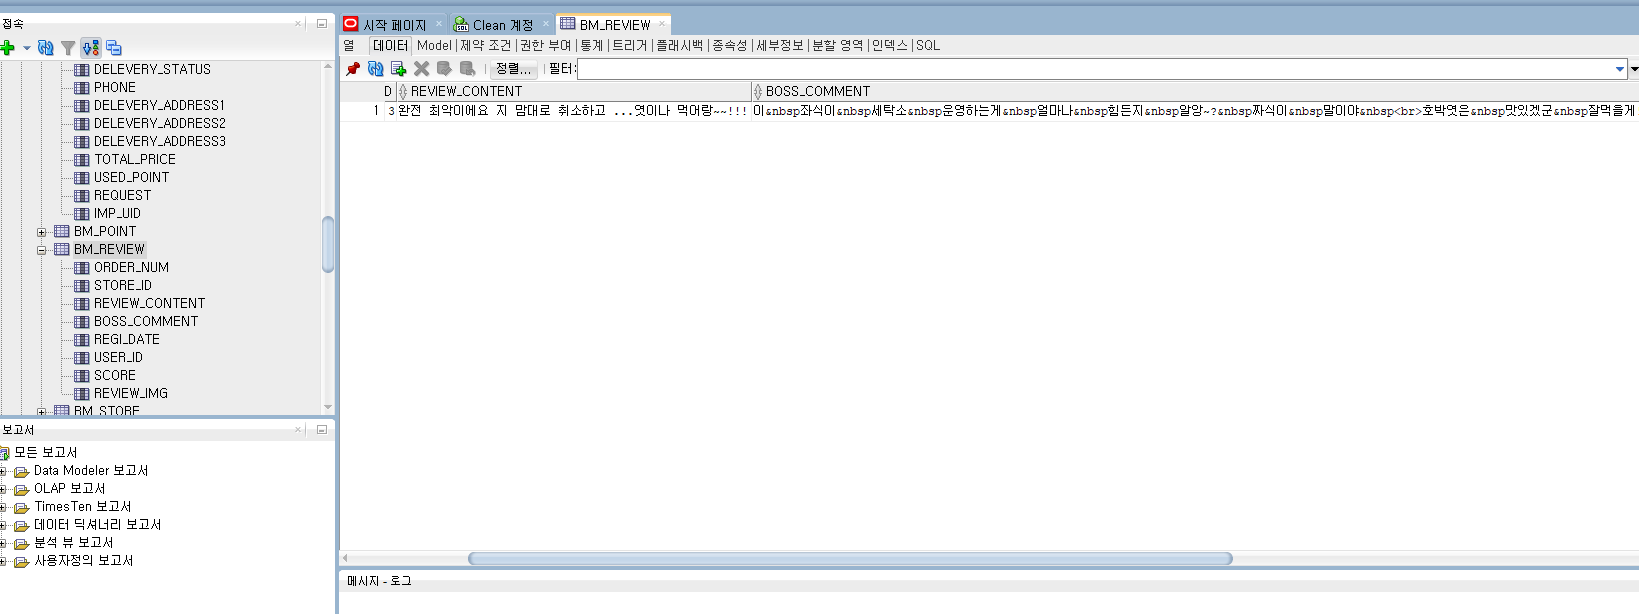 접속
DELEVERY_STATUS
PHONE
DELEVERY_ADDRESS1
DELEVERY_ADDRESS2
DELEVERY_ADDRESS3
TOTAL_PRICE
USED_POINT
REQUEST
IMP_UID
BM_POINT
BM_REVIEW
ORDER_NUM
STORE_ID
REVIEW_CONTENT
BOSS_COMMENT
REGI_DATE
USER_ID
SCORE
REVIEW_IMG
BM_STORE
보고서
모든 보고서
Data Modeler 보고서
OLAP 보고서
TimesTen 보고서
데이터 딕셔너리 보고서
분석 뷰 보고서
사용자정의 보고서
시작 페이지 Clean 계정 BM_REVIEW
열 데이터 Model 제약 조건 권한 부여 통계 트리거 플래시백 종속성 세부정보 분할 영역 인덱스 SQL
정렬... 필터:
D REVIEW_CONTENT BOSS_COMMENT
1 3 완전 최악이에요 지 맘대로 취소하고 ...엿이나 먹어랑~~!!! 이&nbsp좌식이&nbsp세탁소&nbsp운영하는게&nbsp얼마나&nbsp힘든지&nbsp알앙~?&nbsp짜식이&nbsp말이야&nbsp<br>호박엿은&nbsp맛있겠군&nbsp잘먹을게
메시지 - 로그